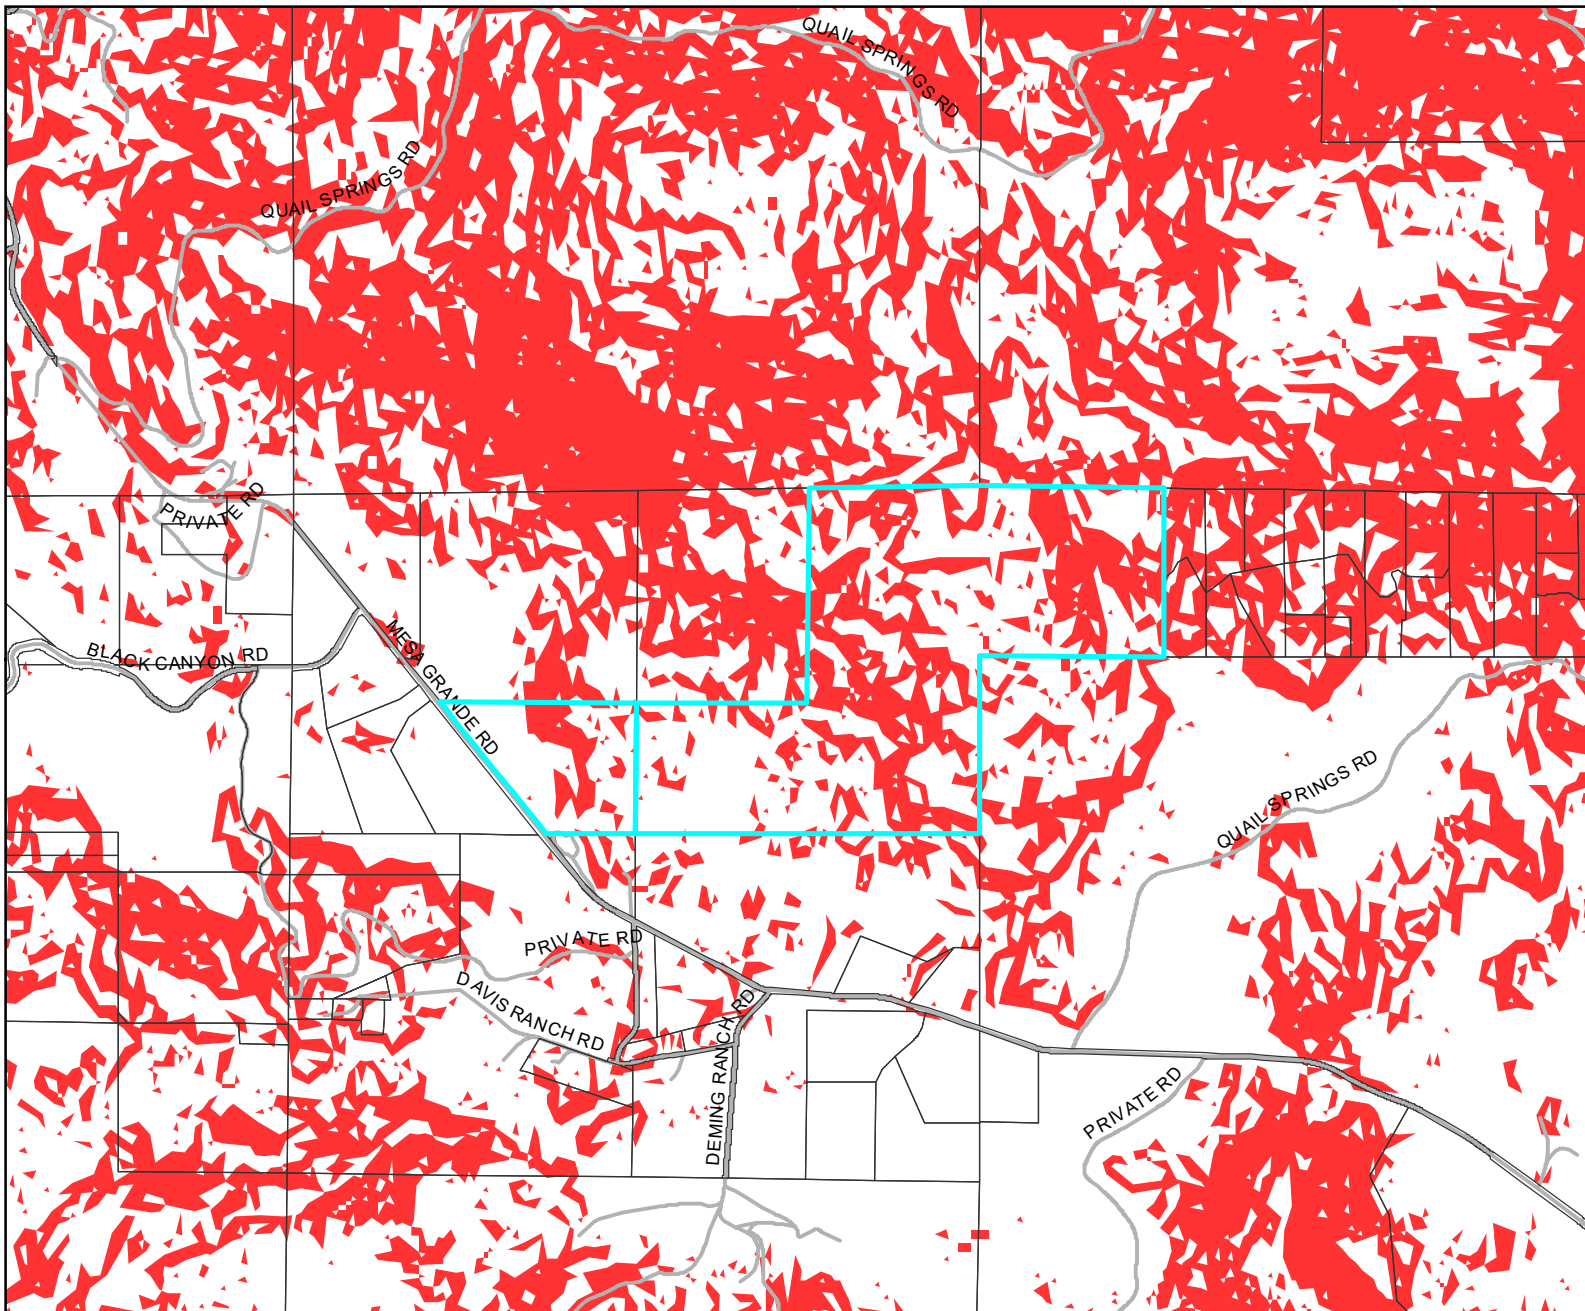 QUAIL SPRINGS RD
QUAIL SPRINGS RD
PRIVATE RD
MESA GRANDE RD
BLACK CANYON RD
QUAIL SPRINGS RD
PRIVATE RD
DAVIS RANCH RD
DEMING RANCH RD
PRIVATE RD